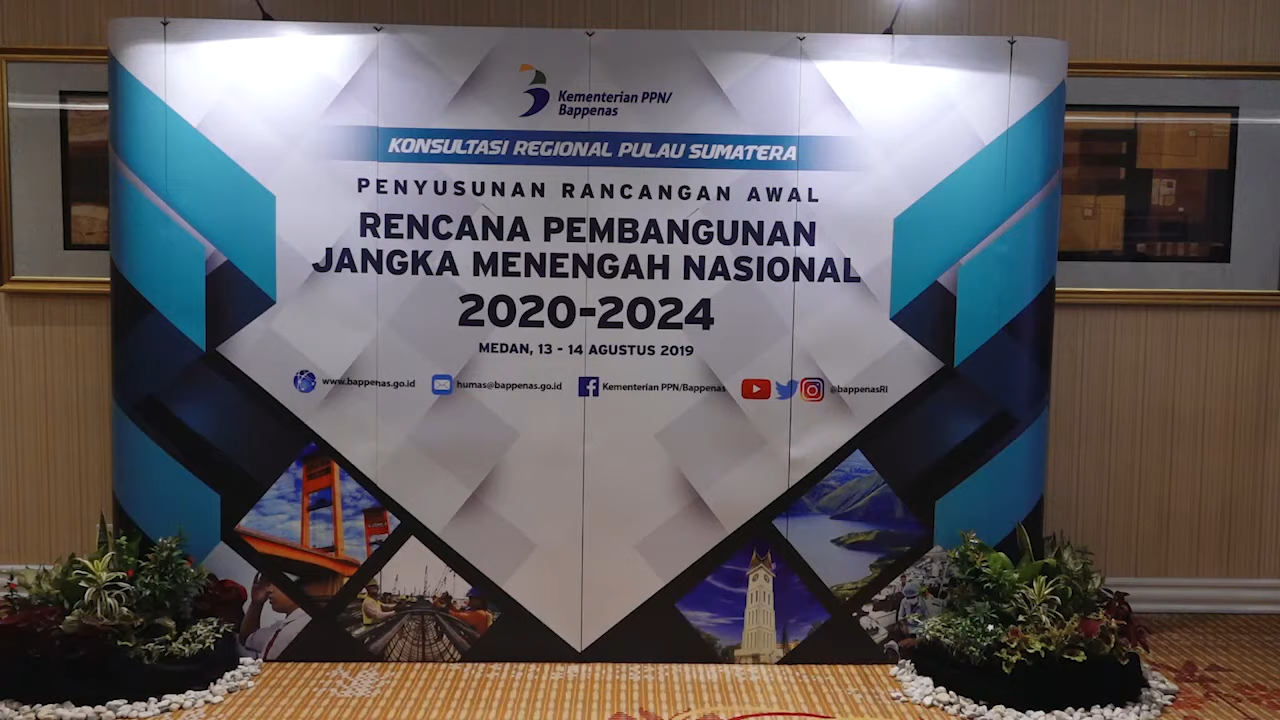 Kementerian PPN/
Bappenas
KONSULTASI REGIONAL PULAU SUMATERA
PENYUSUNAN RANCANGAN AWAL
RENCANA PEMBANGUNAN
JANGKA MENENGAH NASIONAL
2020-2024
MEDAN, 13 - 14 AGUSTUS 2019
www.bappenas.go.id humas@bappenas.go.id Kementerian PPN/Bappenas @bappenasRI